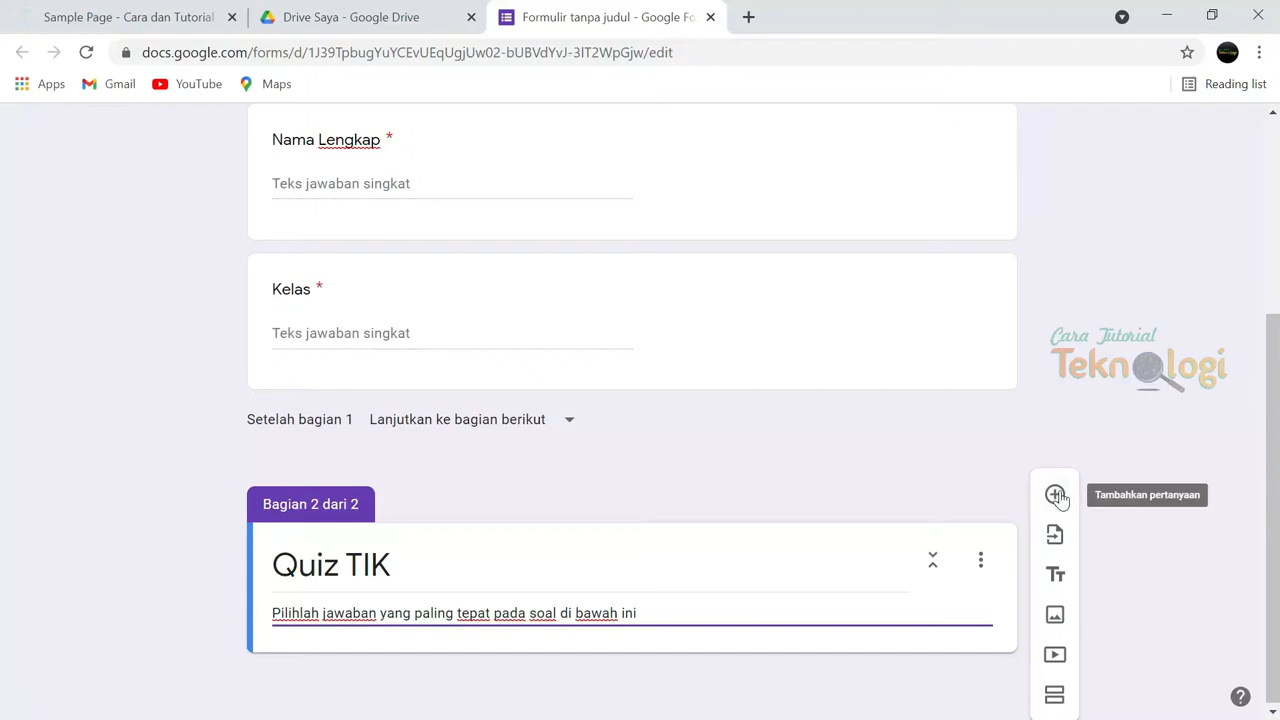 Sample Page - Cara dan Tutorial
Drive Saya - Google Drive
Formulir tanpa judul - Google Fo
docs.google.com/forms/d/1J39TpbugYuYCEvUEqUgjUw02-bUBVdYvJ-3lT2WpGjw/edit
Apps Gmail YouTube Maps Reading list
Nama Lengkap *
Teks jawaban singkat
Kelas *
Teks jawaban singkat
Cara Tutorial
Teknologi
Setelah bagian 1 Lanjutkan ke bagian berikut
Bagian 2 dari 2
Tambahkan pertanyaan
Quiz TIK
Pilihlah jawaban yang paling tepat pada soal di bawah ini